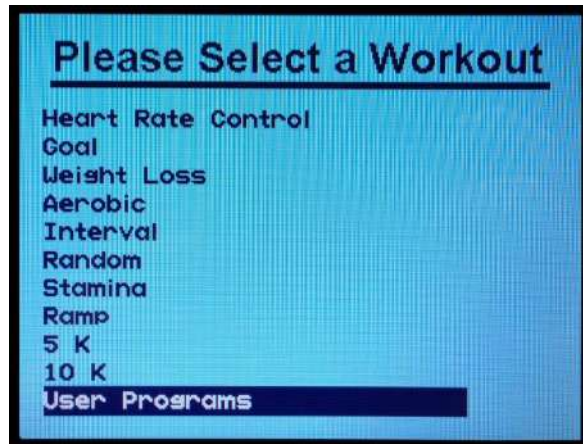 Please Select a Workout
Heart Rate Control
Goal
Weight Loss
Aerobic
Interval
Random
Stamina
Ramp
5 K
10 K
User Programs